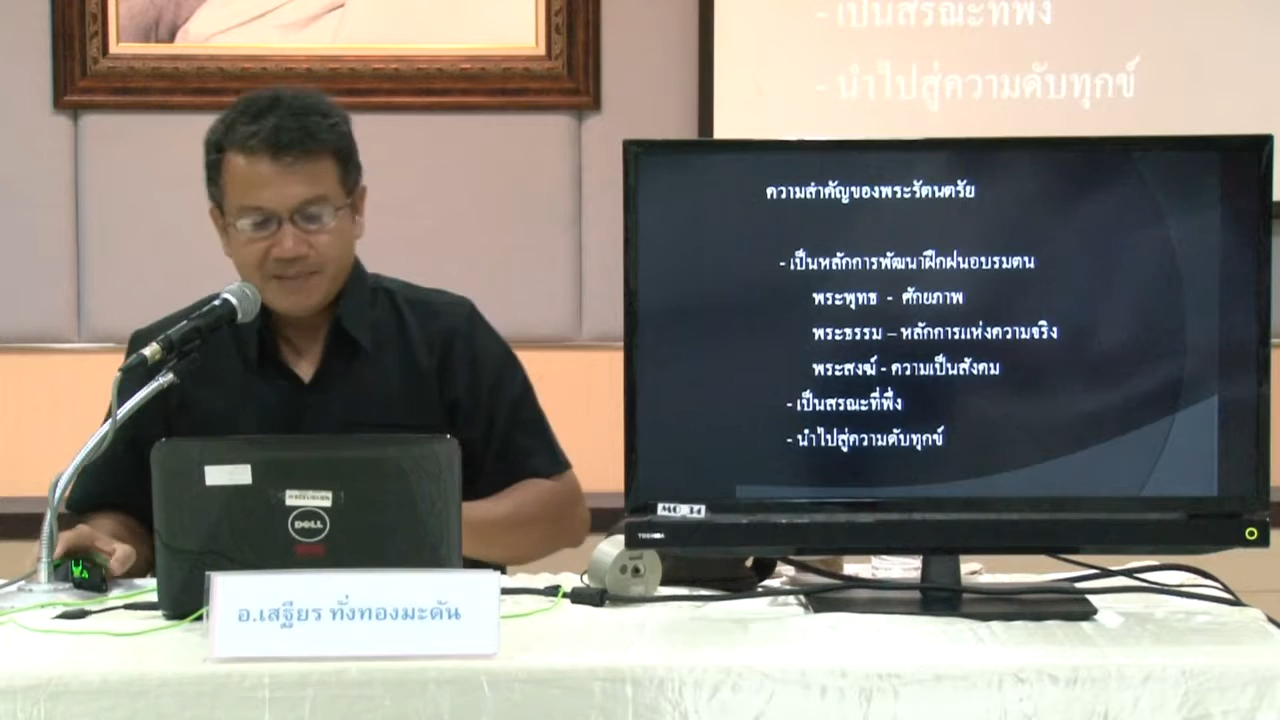 - เป็นสรณะที่พึ่ง
- นำไปสู่ความดับทุกข์
ความสำคัญของพระรัตนตรัย
- เป็นหลักการพัฒนาฝึกฝนอบรมตน
พระพุทธ - ศักยภาพ
พระธรรม – หลักการแห่งความจริง
พระสงฆ์ - ความเป็นสังคม
- เป็นสรณะที่พึ่ง
- นำไปสู่ความดับทุกข์
MO 34
TOSHIBA
DELL
อ.เสฐียร ทั่งทองมะดัน